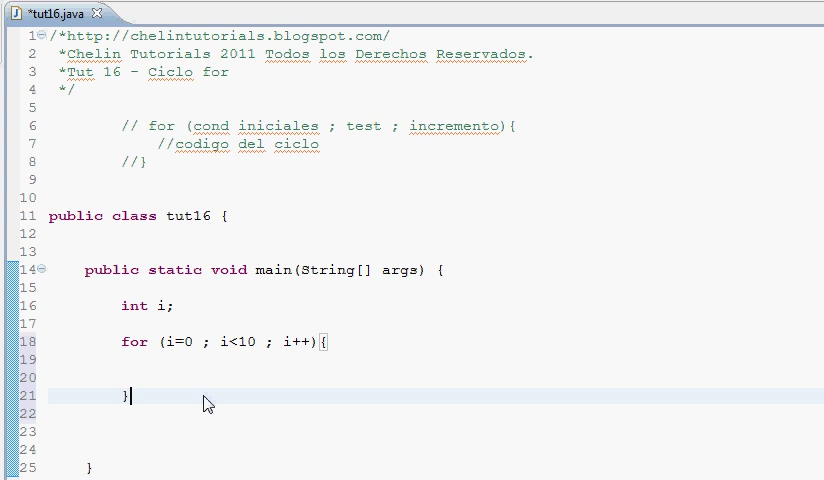 *tut16.java
1 /*http://chelintutorials.blogspot.com/
2 *Chelin Tutorials 2011 Todos los Derechos Reservados.
3 *Tut 16 - Ciclo for
4 */
5
6 // for (cond iniciales ; test ; incremento){
7 //codigo del ciclo
8 //}
9
10
11 public class tut16 {
12
13
14 public static void main(String[] args) {
15
16 int i;
17
18 for (i=0 ; i<10 ; i++){
19
20
21 }
22
23
24
25 }